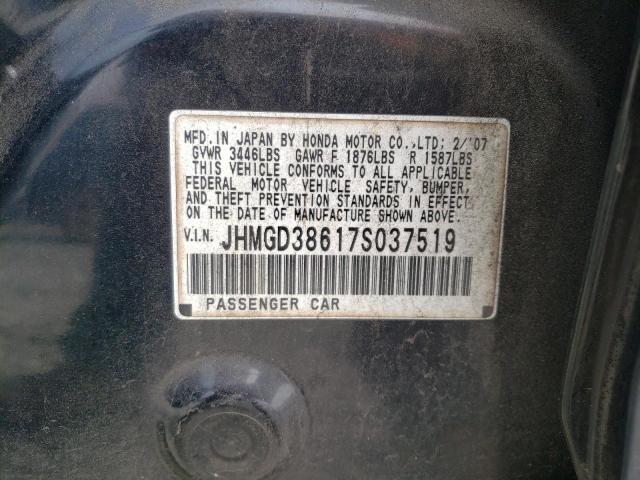 MFD. IN JAPAN BY HONDA MOTOR CO., LTD; 2/'07
GVWR 3446LBS GAWR F 1876LBS R 1587LBS
THIS VEHICLE CONFORMS TO ALL APPLICABLE
FEDERAL MOTOR VEHICLE SAFETY, BUMPER,
AND THEFT PREVENTION STANDARDS IN EFFECT
ON THE DATE OF MANUFACTURE SHOWN ABOVE.
V.I.N. JHMGD38617S037519
PASSENGER CAR